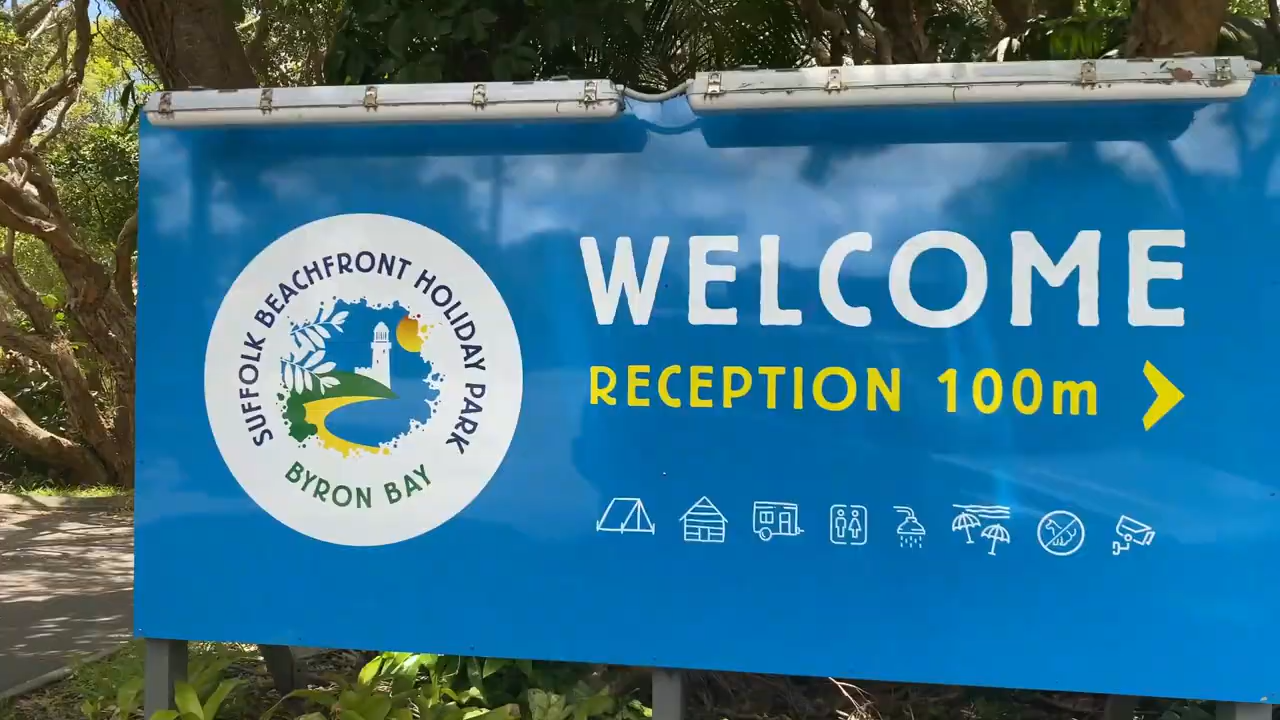 SUFFOLK BEACHFRONT HOLIDAY PARK
BYRON BAY
WELCOME
RECEPTION 100m